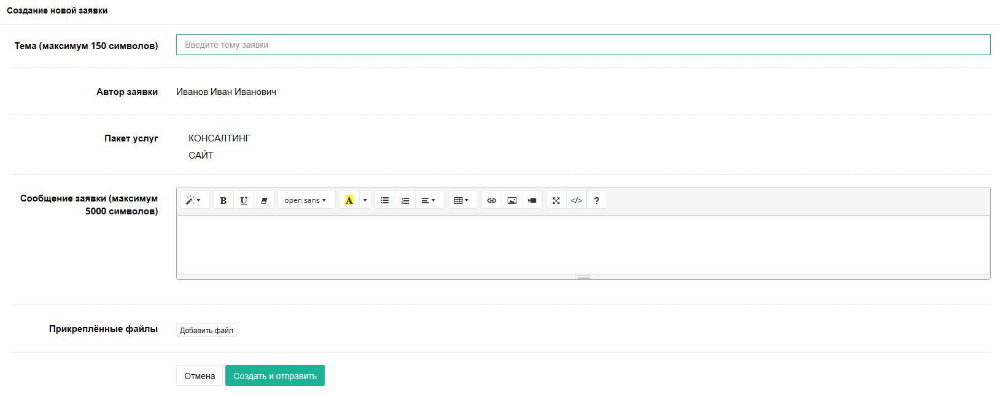 Создание новой заявки
Тема (максимум 150 символов)
Введите тему заявки
Автор заявки
Иванов Иван Иванович
Пакет услуг
КОНСАЛТИНГ
САЙТ
Сообщение заявки (максимум
5000 символов)
B U open sans A </> ?
Прикреплённые файлы
Добавить файл
Отмена
Создать и отправить